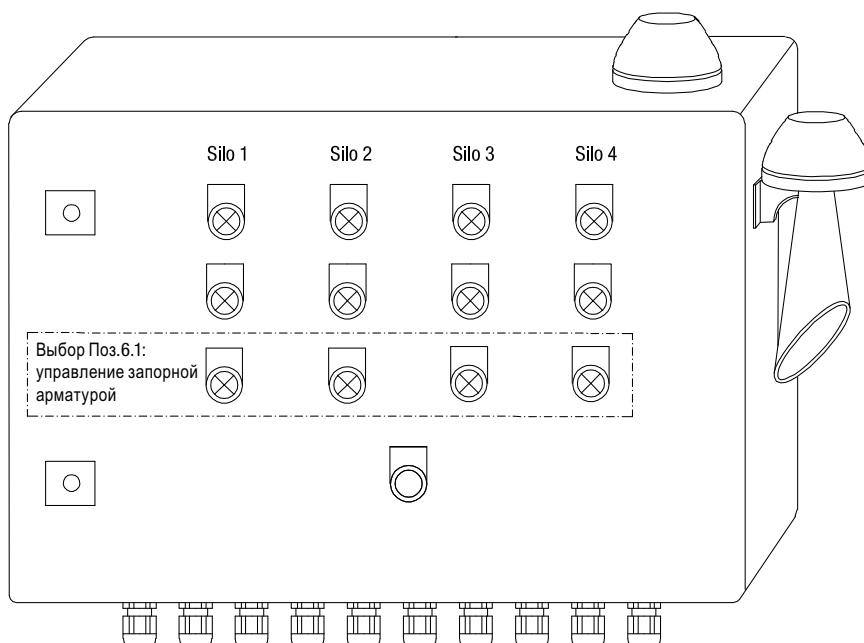 Silo 1 Silo 2 Silo 3 Silo 4
Выбор Поз.6.1:
управление запорной
арматурой